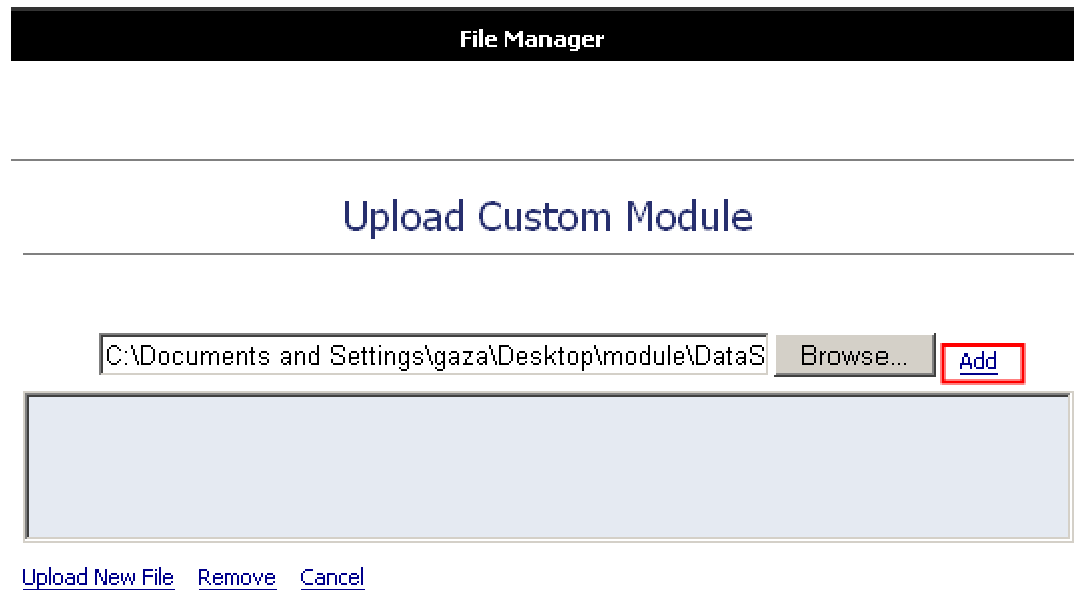 File Manager
Upload Custom Module
C:\Documents and Settings\gaza\Desktop\module\DataS Browse... Add
Upload New File Remove Cancel